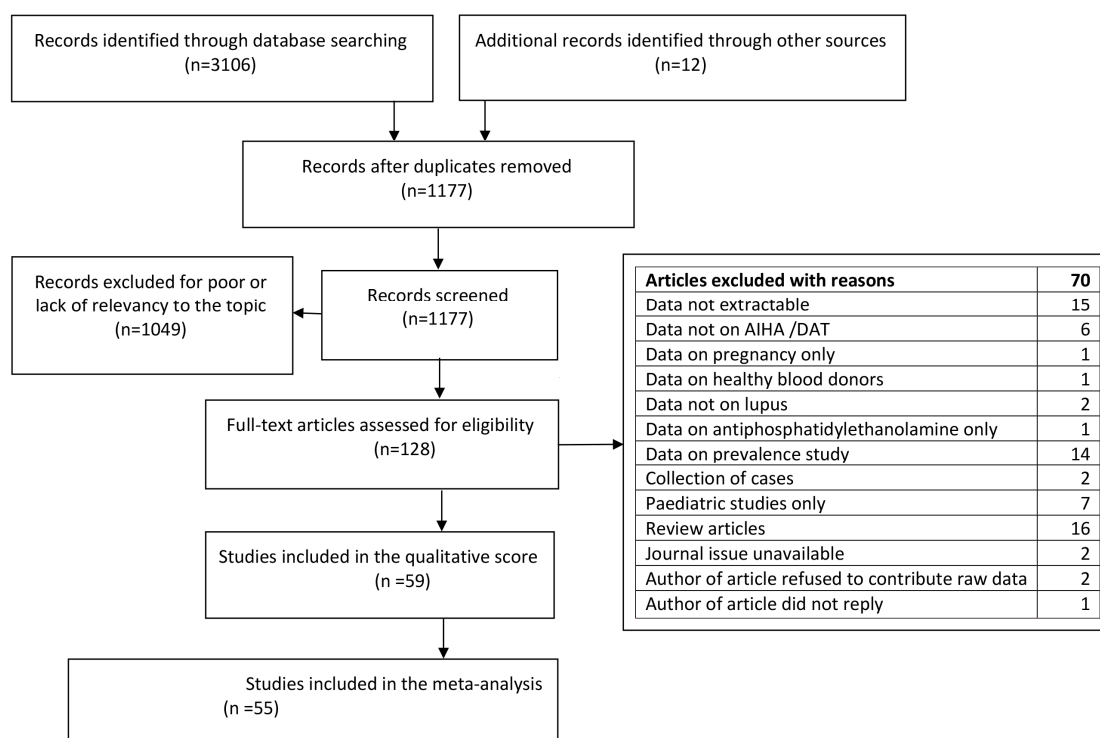 Records identified through database searching
(n=3106)
Additional records identified through other sources
(n=12)
Records after duplicates removed
(n=1177)
Records excluded for poor or
lack of relevancy to the topic
(n=1049)
Records screened
(n=1177)
Full-text articles assessed for eligibility
(n=128)
Articles excluded with reasons 70
Data not extractable 15
Data not on AIHA /DAT 6
Data on pregnancy only 1
Data on healthy blood donors 1
Data not on lupus 2
Data on antiphosphatidylethanolamine only 1
Data on prevalence study 14
Collection of cases 2
Paediatric studies only 7
Review articles 16
Journal issue unavailable 2
Author of article refused to contribute raw data 2
Author of article did not reply 1
Studies included in the qualitative score
(n =59)
Studies included in the meta-analysis
(n =55)